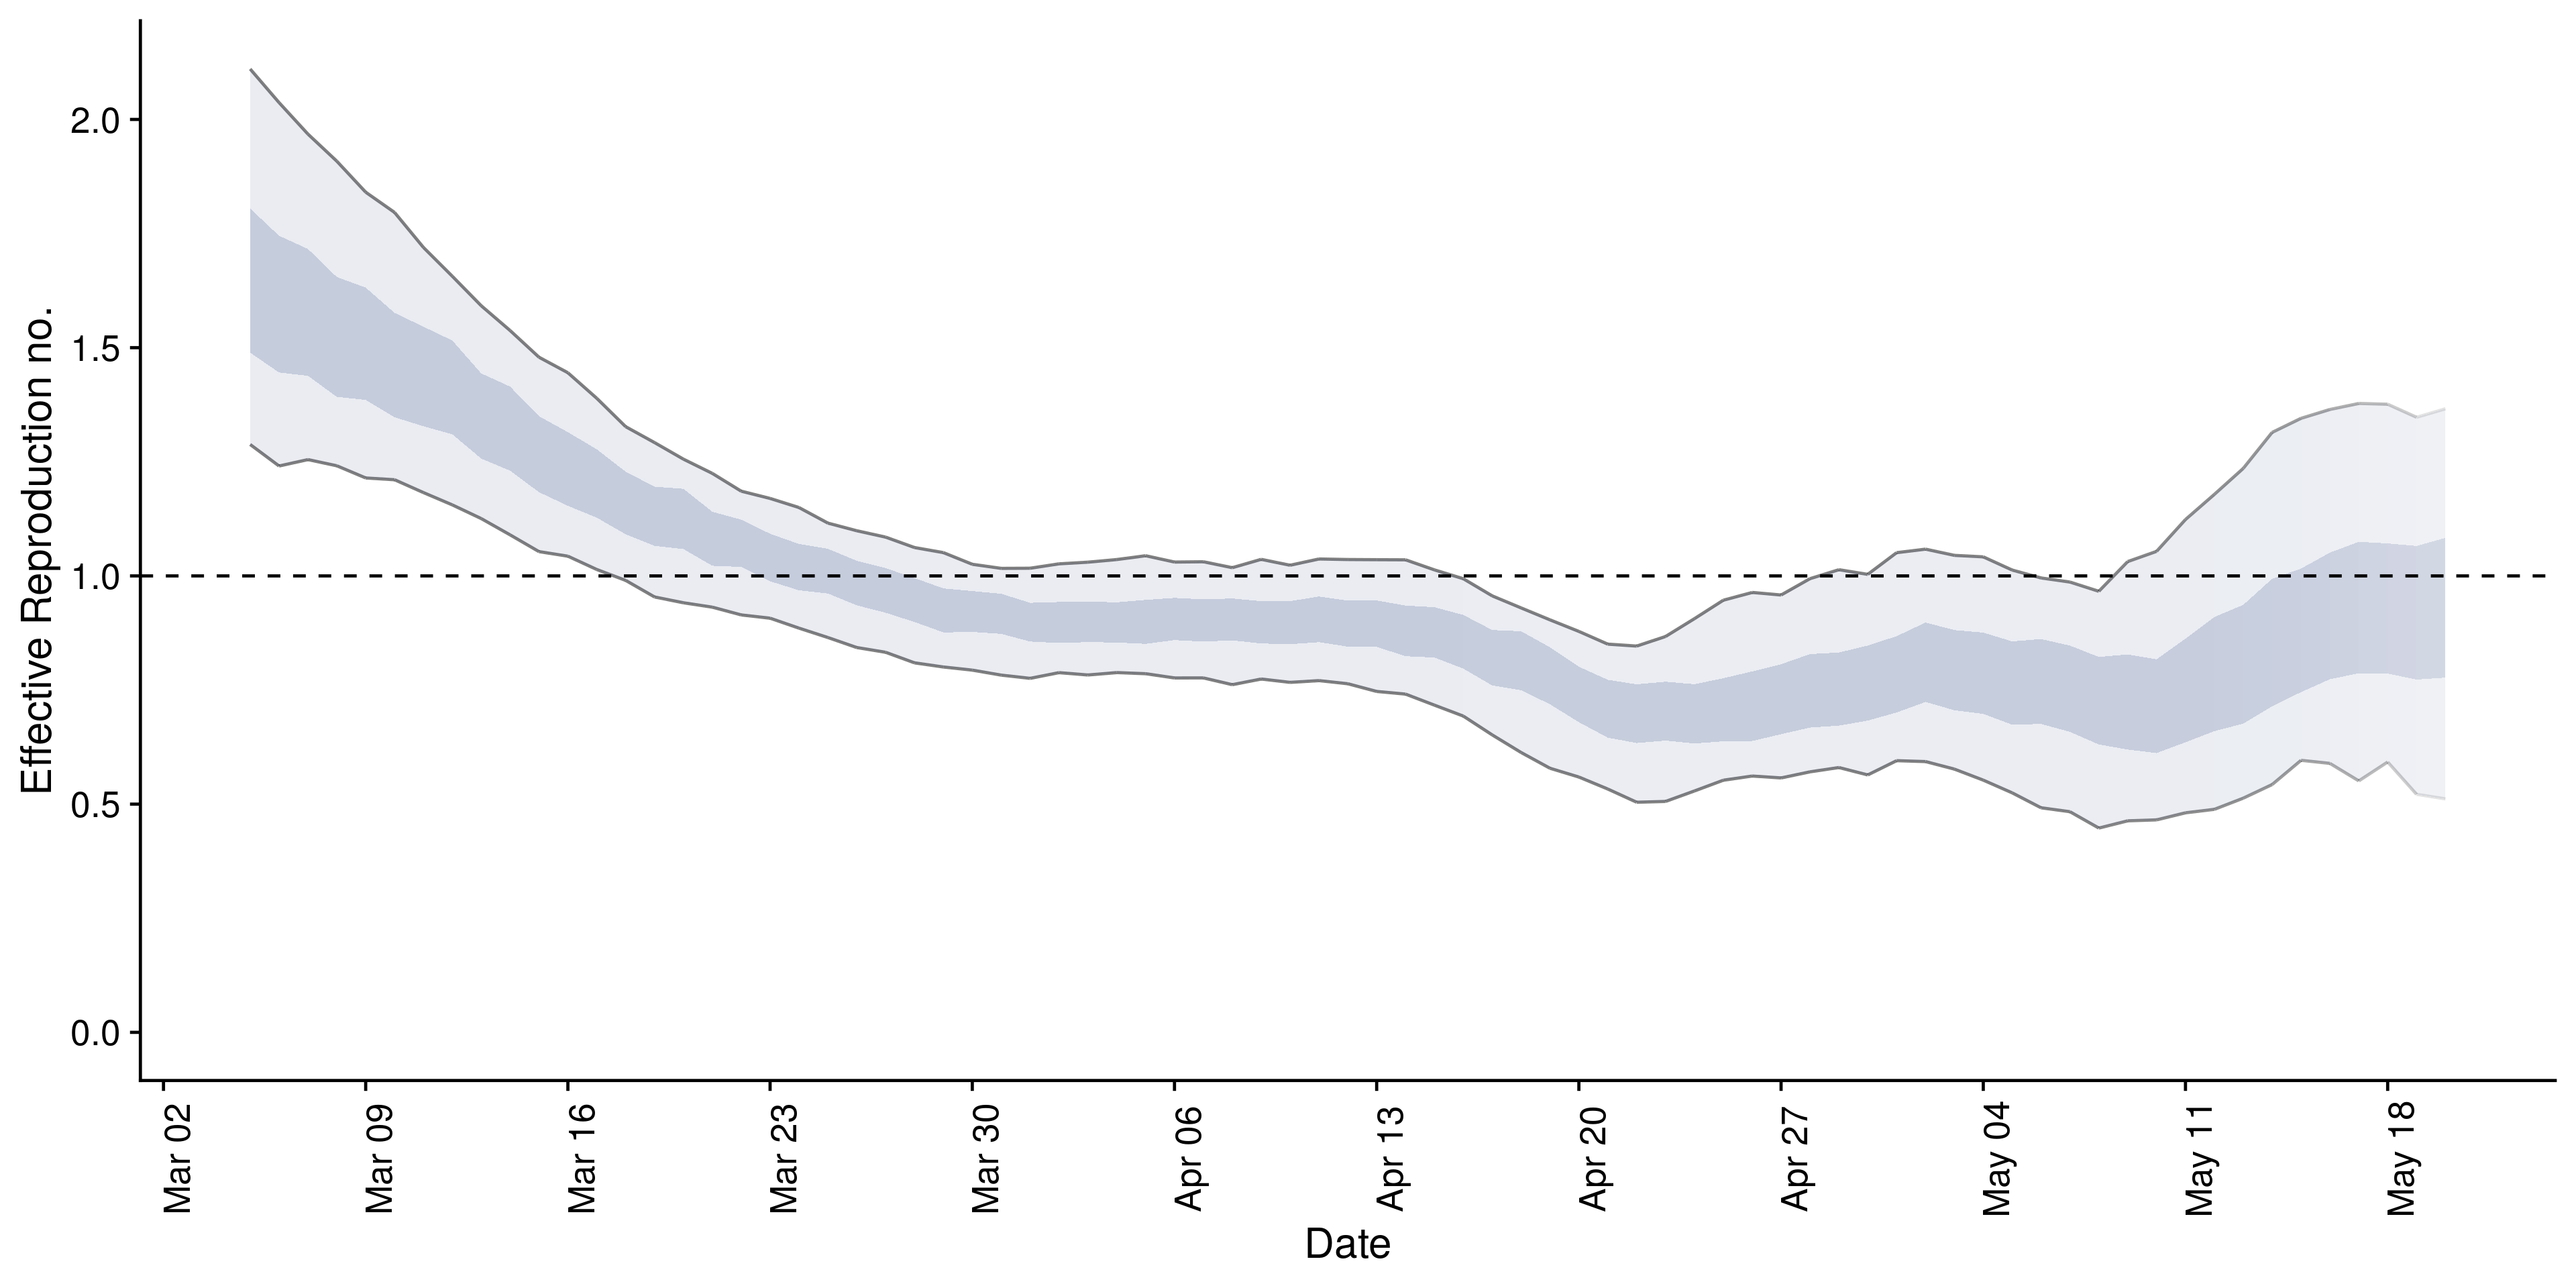 Effective Reproduction no.
2.0
1.5
1.0
0.5
0.0
Mar 02
Mar 09
Mar 16
Mar 23
Mar 30
Apr 06
Apr 13
Apr 20
Apr 27
May 04
May 11
May 18
Date